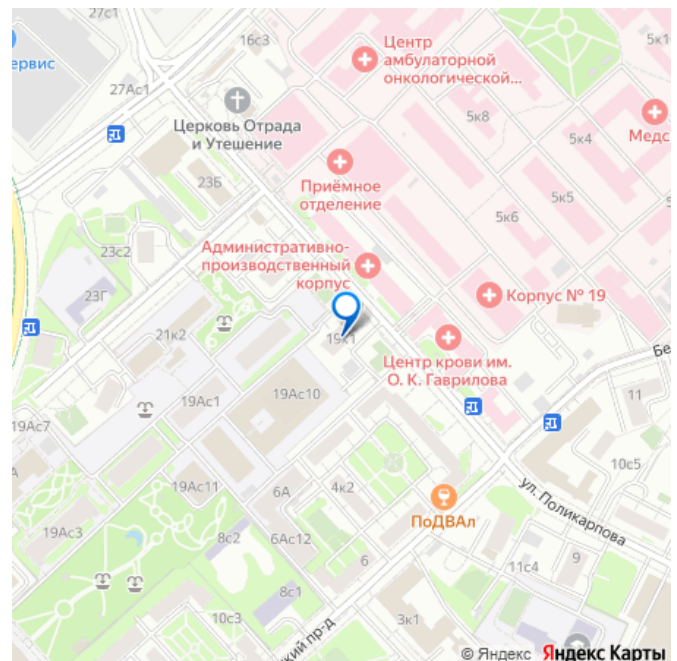 27с1
16с3
Центр
амбулаторной
онкологической...
5к1
ервис
27Ас1
Церковь Отрада
и Утешение
5к8
5к4
Медс
Приёмное
отделение
23Б
5к5
5к6
23с2
Административно-
производственный
корпус
23Г
Корпус № 19
21к2
19к1
Центр крови им.
О. К. Гаврилова
Бе
19Ас1
19Ас10
11
19Ас7
10с5
А
19Ас11
6А
4к2
ПоДВАл
ул. Поликарпова
19Ас3
8с2
6Ас12
6
11с4
9
8с1
10с3
3к1
кий пр-д
© Яндекс Яндекс Карты